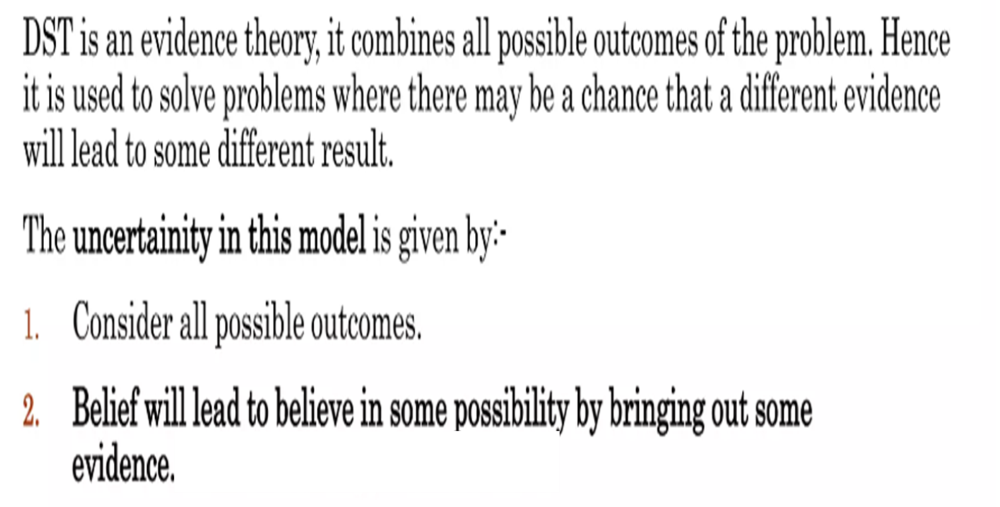 DST is an evidence theory, it combines all possible outcomes of the problem. Hence
it is used to solve problems where there may be a chance that a different evidence
will lead to some different result.
The uncertainity in this model is given by:-
1. Consider all possible outcomes.
2. Belief will lead to believe in some possibility by bringing out some
evidence.